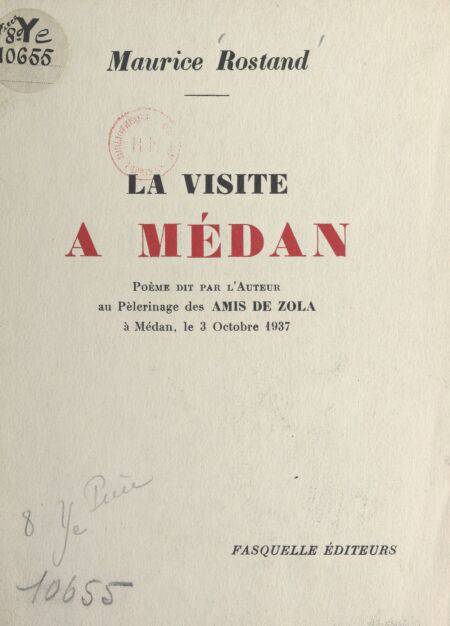 8º Ye
10655
Maurice Rostand
LA VISITE
A MÉDAN
POÈME DIT PAR L'AUTEUR
au Pèlerinage des AMIS DE ZOLA
à Médan, le 3 Octobre 1937
8 Ye
10655
FASQUELLE ÉDITEURS